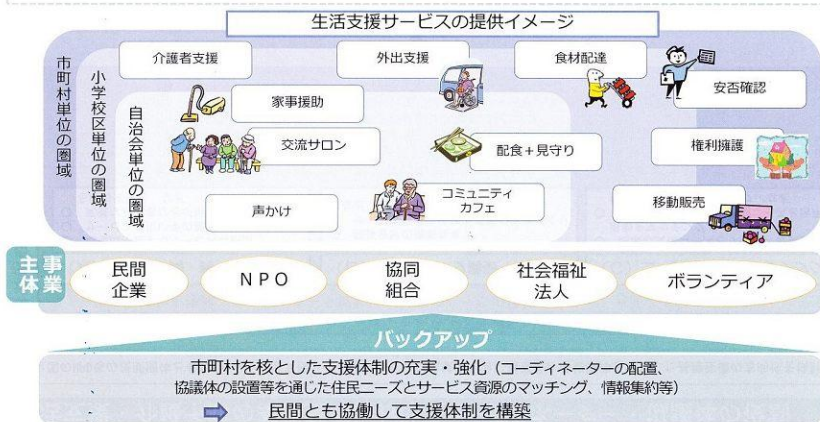 生活支援サービスの提供イメージ
市町村単位の圏域
小学校区単位の圏域
自治会単位の圏域
介護者支援
外出支援
食材配達
安否確認
家事援助
交流サロン
配食＋見守り
権利擁護
声かけ
コミュニティ
カフェ
移動販売
事業
主体
民間
企業
ＮＰＯ
協同
組合
社会福祉
法人
ボランティア
バックアップ
市町村を核とした支援体制の充実・強化（コーディネーターの配置、
協議体の設置等を通じた住民ニーズとサービス資源のマッチング、情報集約等）
民間とも協働して支援体制を構築